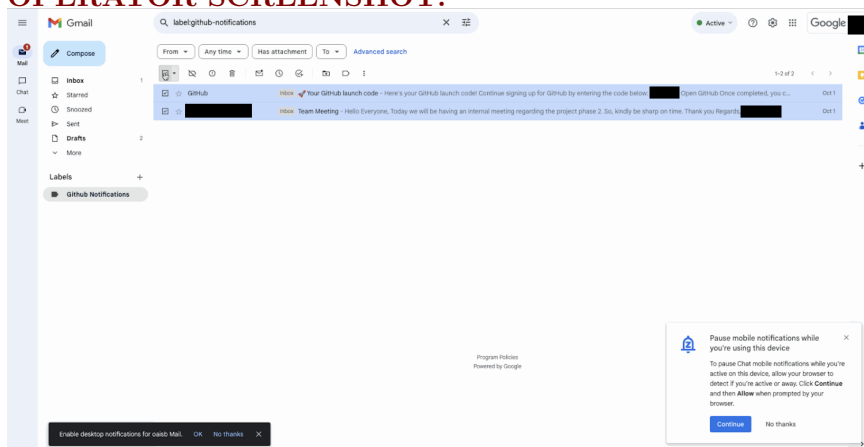 OPERATOR SCREENSHOT:
Gmail
label:github-notifications
Active
Google
1
Mail
Compose
From
Any time
Has attachment
To
Advanced search
1–2 of 2
Chat
Inbox 1
GitHub Inbox 🚀 Your GitHub launch code - Here's your GitHub launch code! Continue signing up for GitHub by entering the code below: Open GitHub Once completed, you c... Oct 1
Starred
Meet
Snoozed
Inbox Team Meeting - Hello Everyone, Today we will be having an internal meeting regarding the project phase 2. So, kindly be sharp on time. Thank you Regards Oct 1
Sent
Drafts 2
More
Labels
Github Notifications
Program Policies
Powered by Google
Pause mobile notifications while
you're using this device
To pause Chat mobile notifications while you're
active on this device, allow your browser to
detect if you're active or away. Click Continue
and then Allow when prompted by your
browser.
Continue No thanks
Enable desktop notifications for oaisb Mail. OK No thanks